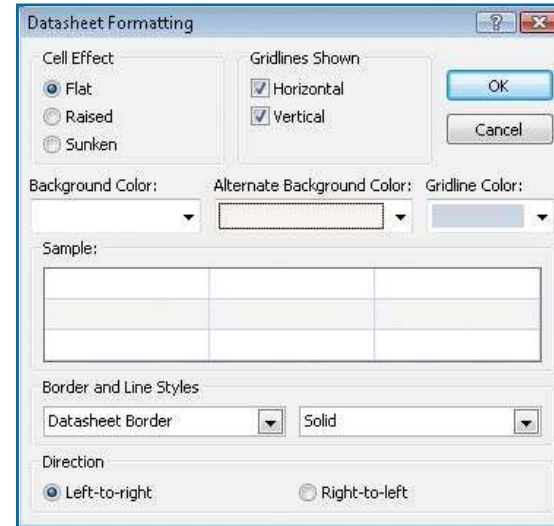 Datasheet Formatting
Cell Effect
Gridlines Shown
Flat
Horizontal
OK
Raised
Vertical
Sunken
Cancel
Background Color:
Alternate Background Color:
Gridline Color:
Sample:
Border and Line Styles
Datasheet Border
Solid
Direction
Left-to-right
Right-to-left